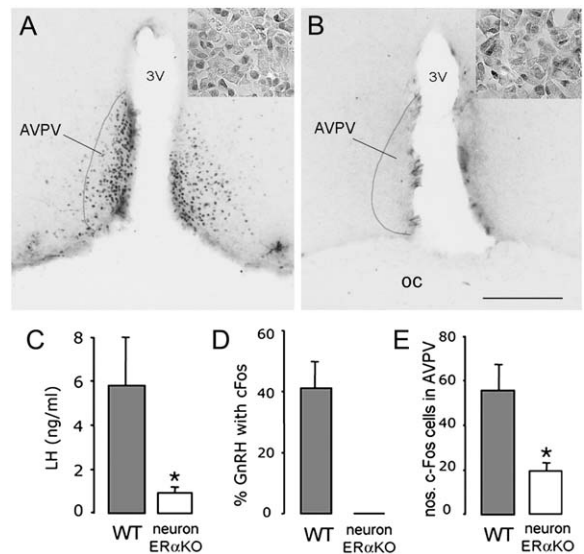 A
3V
AVPV
B
3V
AVPV
OC
C
LH (ng/ml)
8
6
4
2
0
*
WT
neuron
ERαKO
D
% GnRH with cFos
60
40
20
0
WT
neuron
ERαKO
E
nos. c-Fos cells in AVPV
80
60
40
20
0
*
WT
neuron
ERαKO